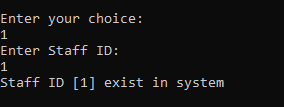 Enter your choice:
1
Enter Staff ID:
1
Staff ID [1] exist in system